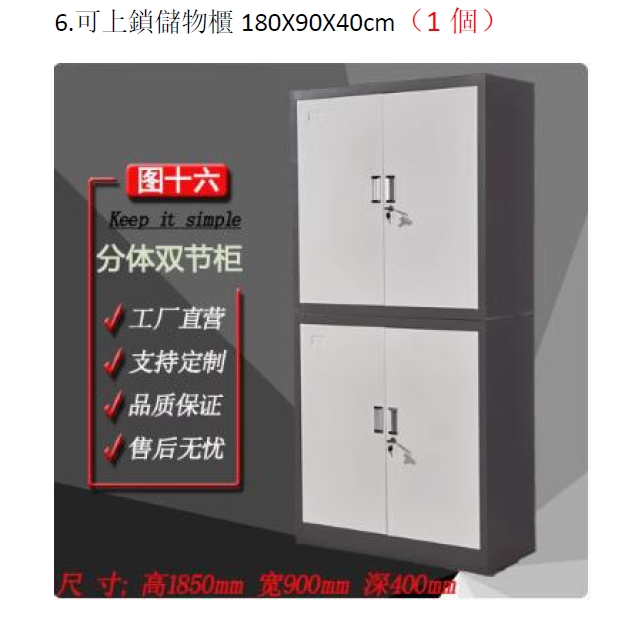 6.可上鎖儲物櫃 180X90X40cm（1 個）
图十六
Keep it simple
分体双节柜
工厂直营
支持定制
品质保证
售后无忧
尺 寸: 高1850mm 宽900mm 深400mm